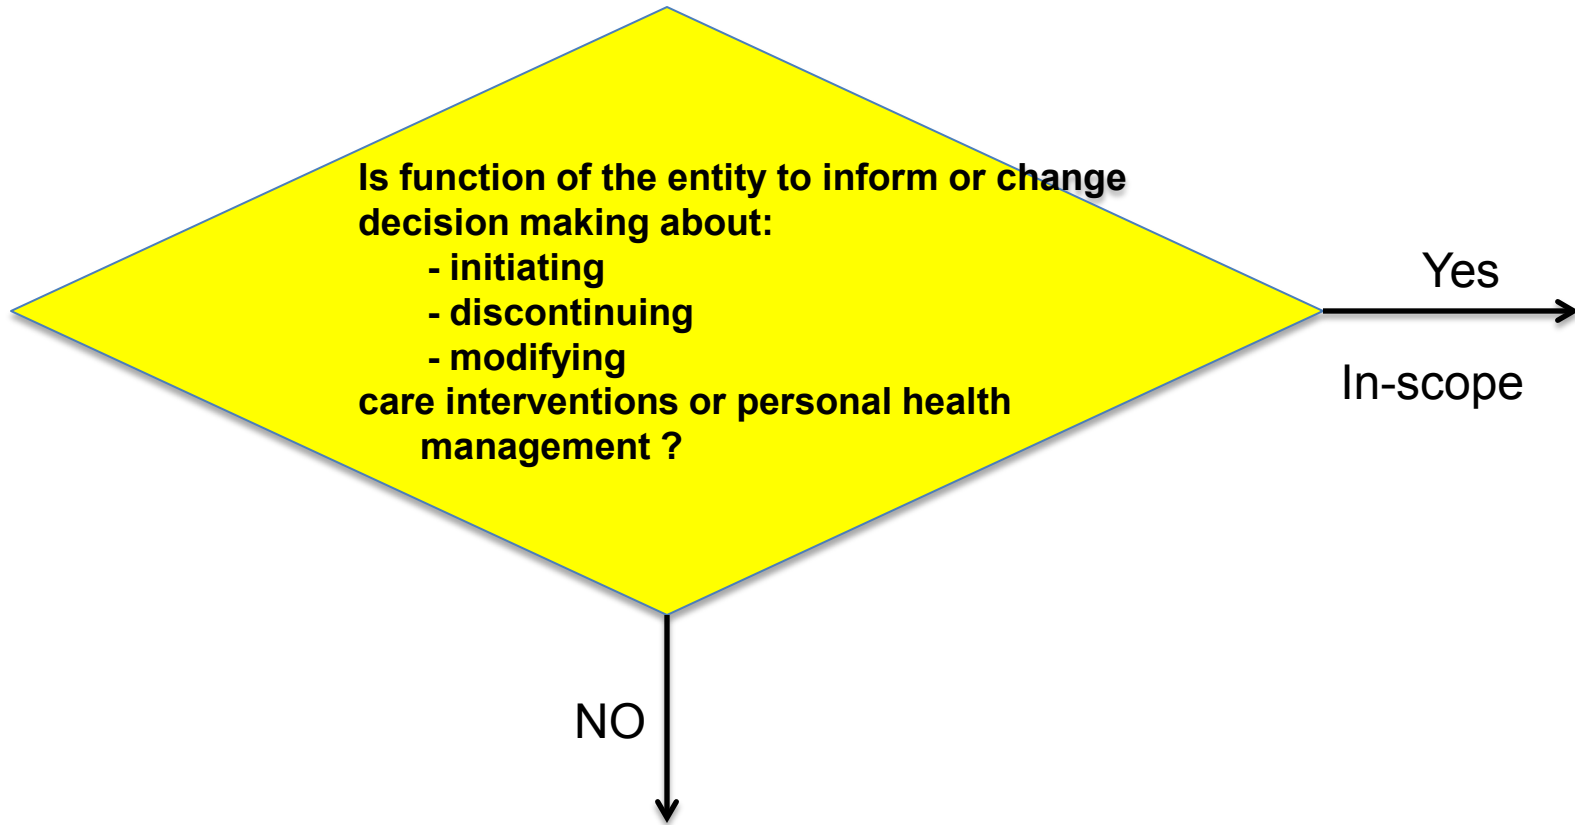 Is function of the entity to inform or change
decision making about:
- initiating
- discontinuing
- modifying
care interventions or personal health
management ?
Yes
In-scope
NO